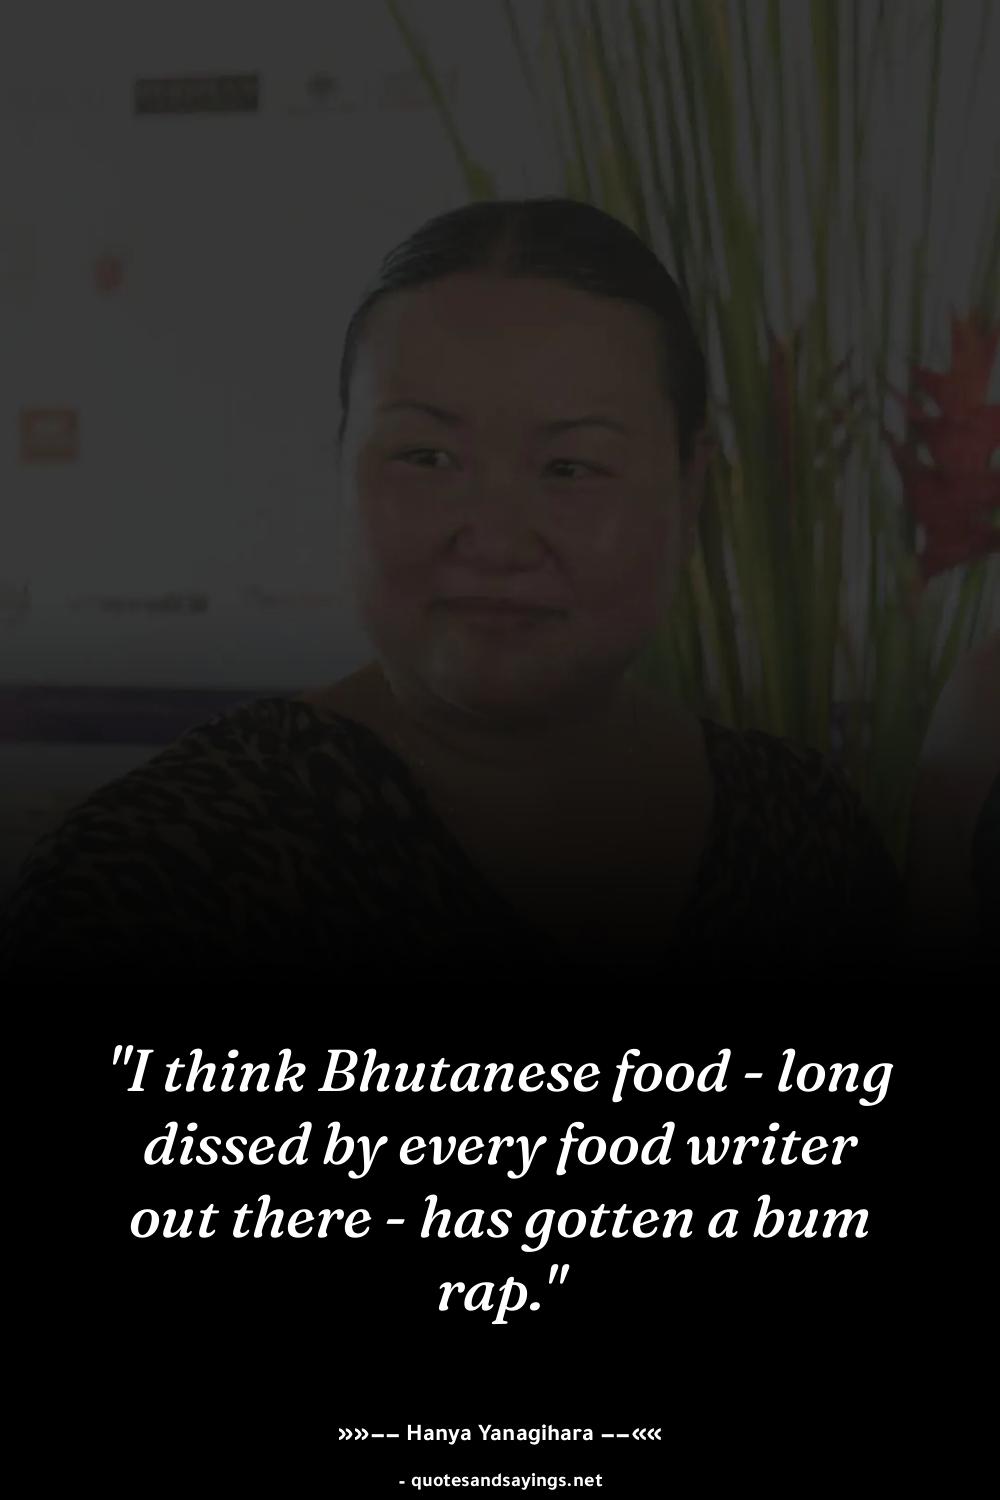 "I think Bhutanese food - long
dissed by every food writer
out there - has gotten a bum
rap."
»»−− Hanya Yanagihara −−««
- quotesandsayings.net